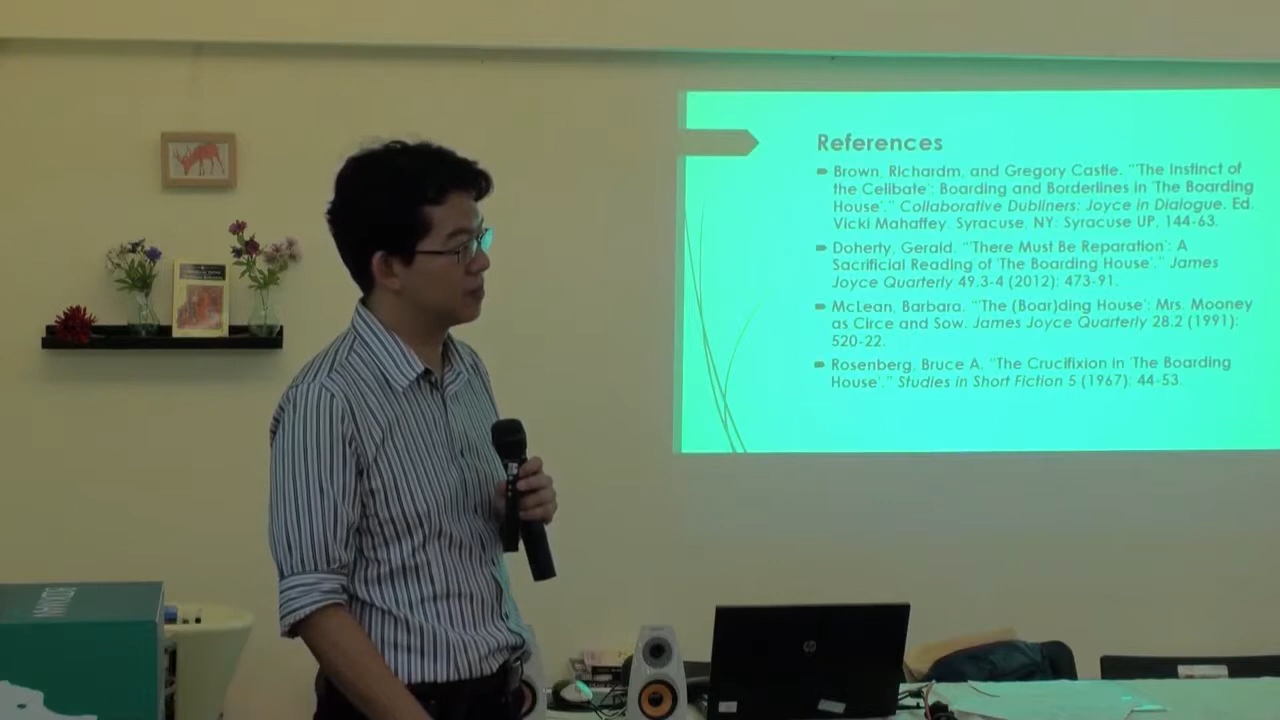 References
Brown, Richardm, and Gregory Castle. "'The Instinct of
the Celibate': Boarding and Borderlines in 'The Boarding
House'." Collaborative Dubliners: Joyce in Dialogue. Ed.
Vicki Mahaffey. Syracuse, NY: Syracuse UP, 144-63.
Doherty, Gerald. "'There Must Be Reparation': A
Sacrificial Reading of 'The Boarding House'." James
Joyce Quarterly 49.3-4 (2012): 473-91.
McLean, Barbara. "'The (Boar)ding House': Mrs. Mooney
as Circe and Sow. James Joyce Quarterly 28.2 (1991):
520-22.
Rosenberg, Bruce A. "The Crucifixion in 'The Boarding
House'." Studies in Short Fiction 5 (1967): 44-53.
hp